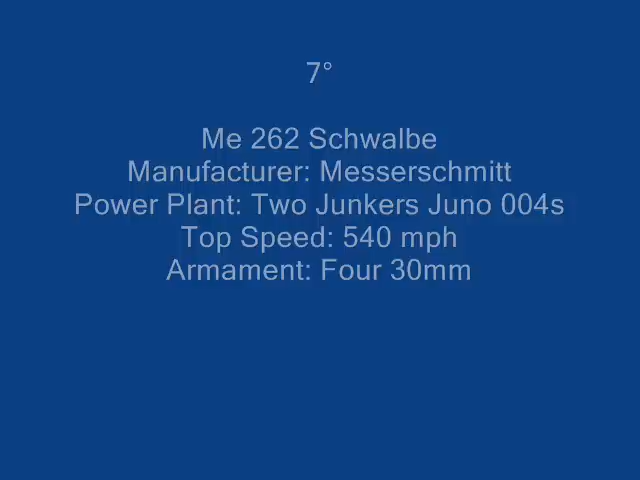 7°
Me 262 Schwalbe
Manufacturer: Messerschmitt
Power Plant: Two Junkers Juno 004s
Top Speed: 540 mph
Armament: Four 30mm